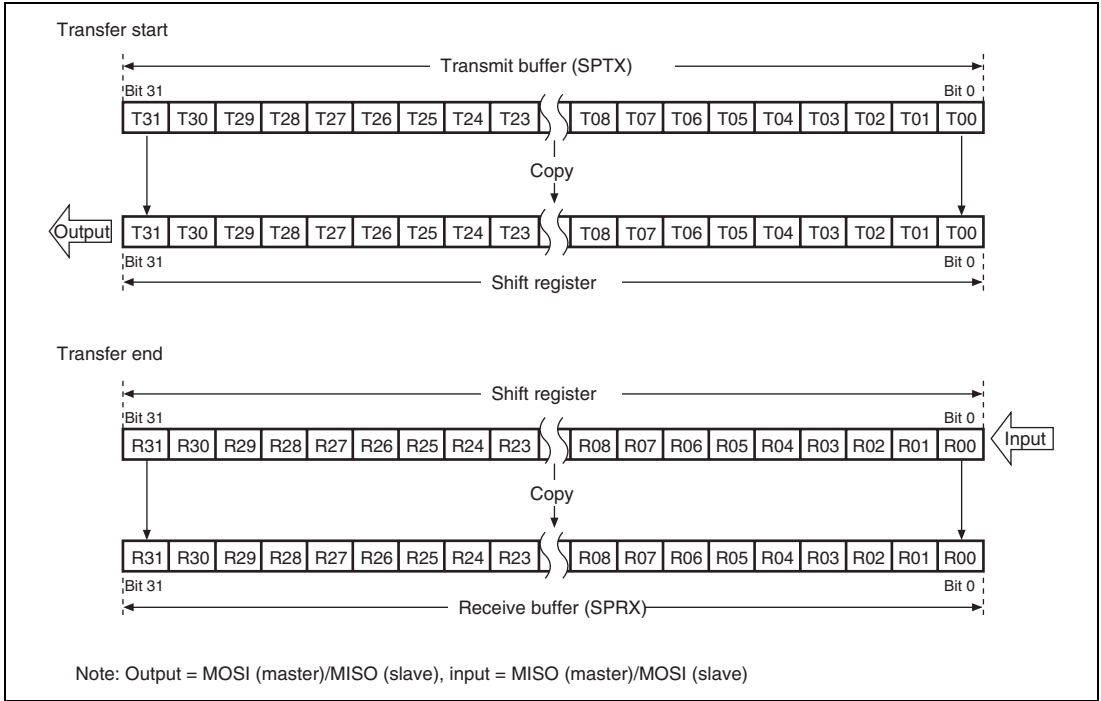 Transfer start
Transmit buffer (SPTX)
Bit 31 Bit 0
T31 T30 T29 T28 T27 T26 T25 T24 T23 T08 T07 T06 T05 T04 T03 T02 T01 T00
Copy
Output T31 T30 T29 T28 T27 T26 T25 T24 T23 T08 T07 T06 T05 T04 T03 T02 T01 T00
Bit 31 Bit 0
Shift register
Transfer end
Shift register
Bit 31 Bit 0
R31 R30 R29 R28 R27 R26 R25 R24 R23 R08 R07 R06 R05 R04 R03 R02 R01 R00 Input
Copy
R31 R30 R29 R28 R27 R26 R25 R24 R23 R08 R07 R06 R05 R04 R03 R02 R01 R00
Bit 31 Bit 0
Receive buffer (SPRX)
Note: Output = MOSI (master)/MISO (slave), input = MISO (master)/MOSI (slave)